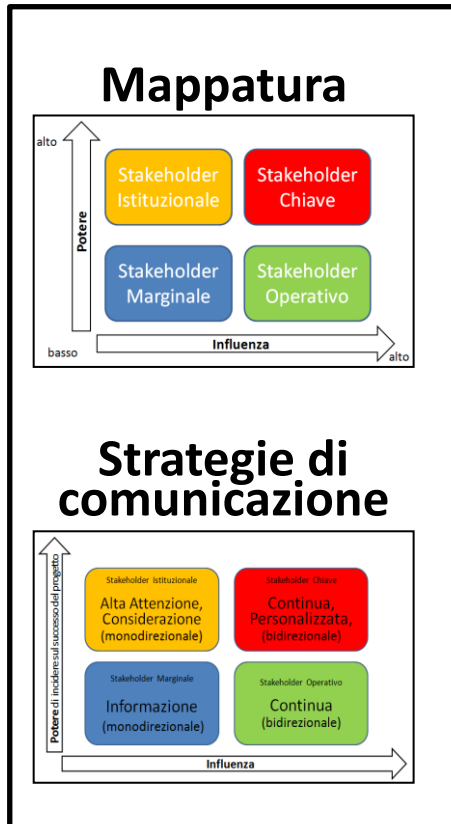 Mappatura
alto
Potere
Stakeholder
Istituzionale
Stakeholder
Chiave
Stakeholder
Marginale
Stakeholder
Operativo
Influenza
basso
alto
Strategie di
comunicazione
Potere di incidere sul successo del progetto
Stakeholder Istituzionale
Alta Attenzione,
Considerazione
(monodirezionale)
Stakeholder Chiave
Continua,
Personalizzata,
(bidirezionale)
Stakeholder Marginale
Informazione
(monodirezionale)
Stakeholder Operativo
Continua
(bidirezionale)
Influenza